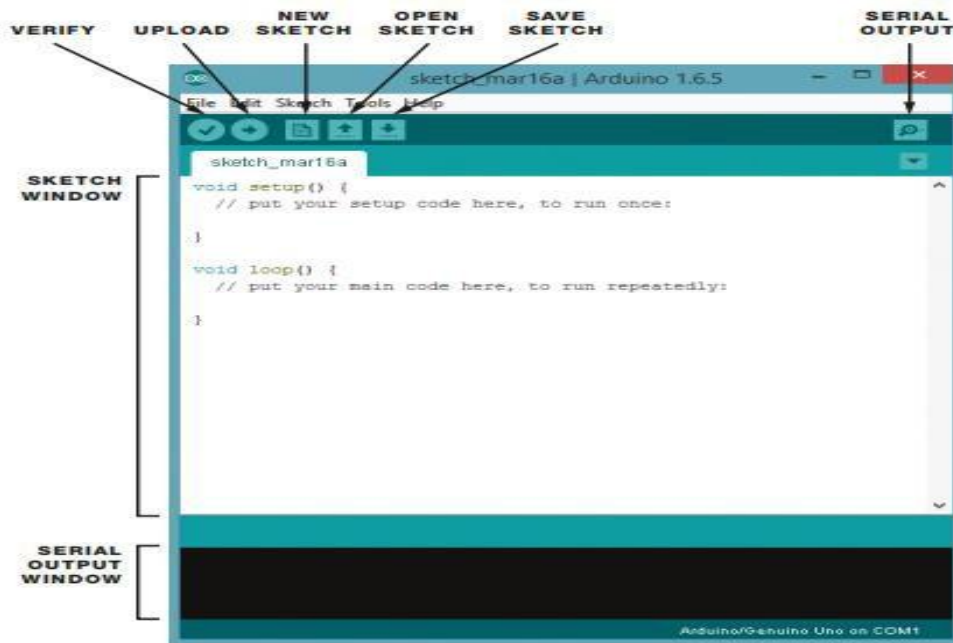 VERIFY UPLOAD NEW SKETCH OPEN SKETCH SAVE SKETCH SERIAL OUTPUT
sketch_mar16a | Arduino 1.6.5
File Edit Sketch Tools Help
sketch_mar16a
SKETCH WINDOW
void setup() {
// put your setup code here, to run once:
}
void loop() {
// put your main code here, to run repeatedly:
}
SERIAL OUTPUT WINDOW
Arduino/Genuino Uno on COM1